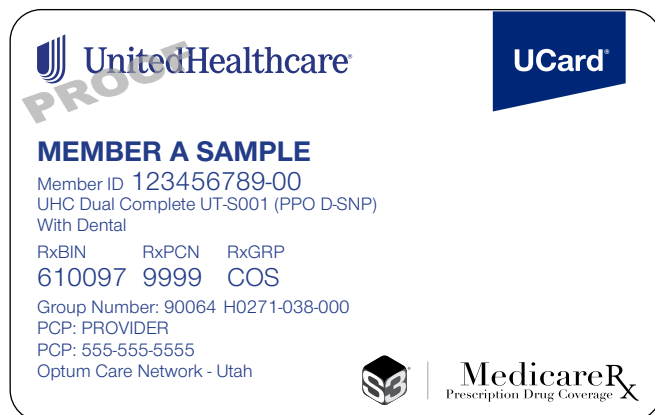 UnitedHealthcare®
UCard®
PROOF
MEMBER A SAMPLE
Member ID 123456789-00
UHC Dual Complete UT-S001 (PPO D-SNP)
With Dental
RxBIN RxPCN RxGRP
610097 9999 COS
Group Number: 90064 H0271-038-000
PCP: PROVIDER
PCP: 555-555-5555
Optum Care Network - Utah
S3®
MedicareRx
Prescription Drug Coverage